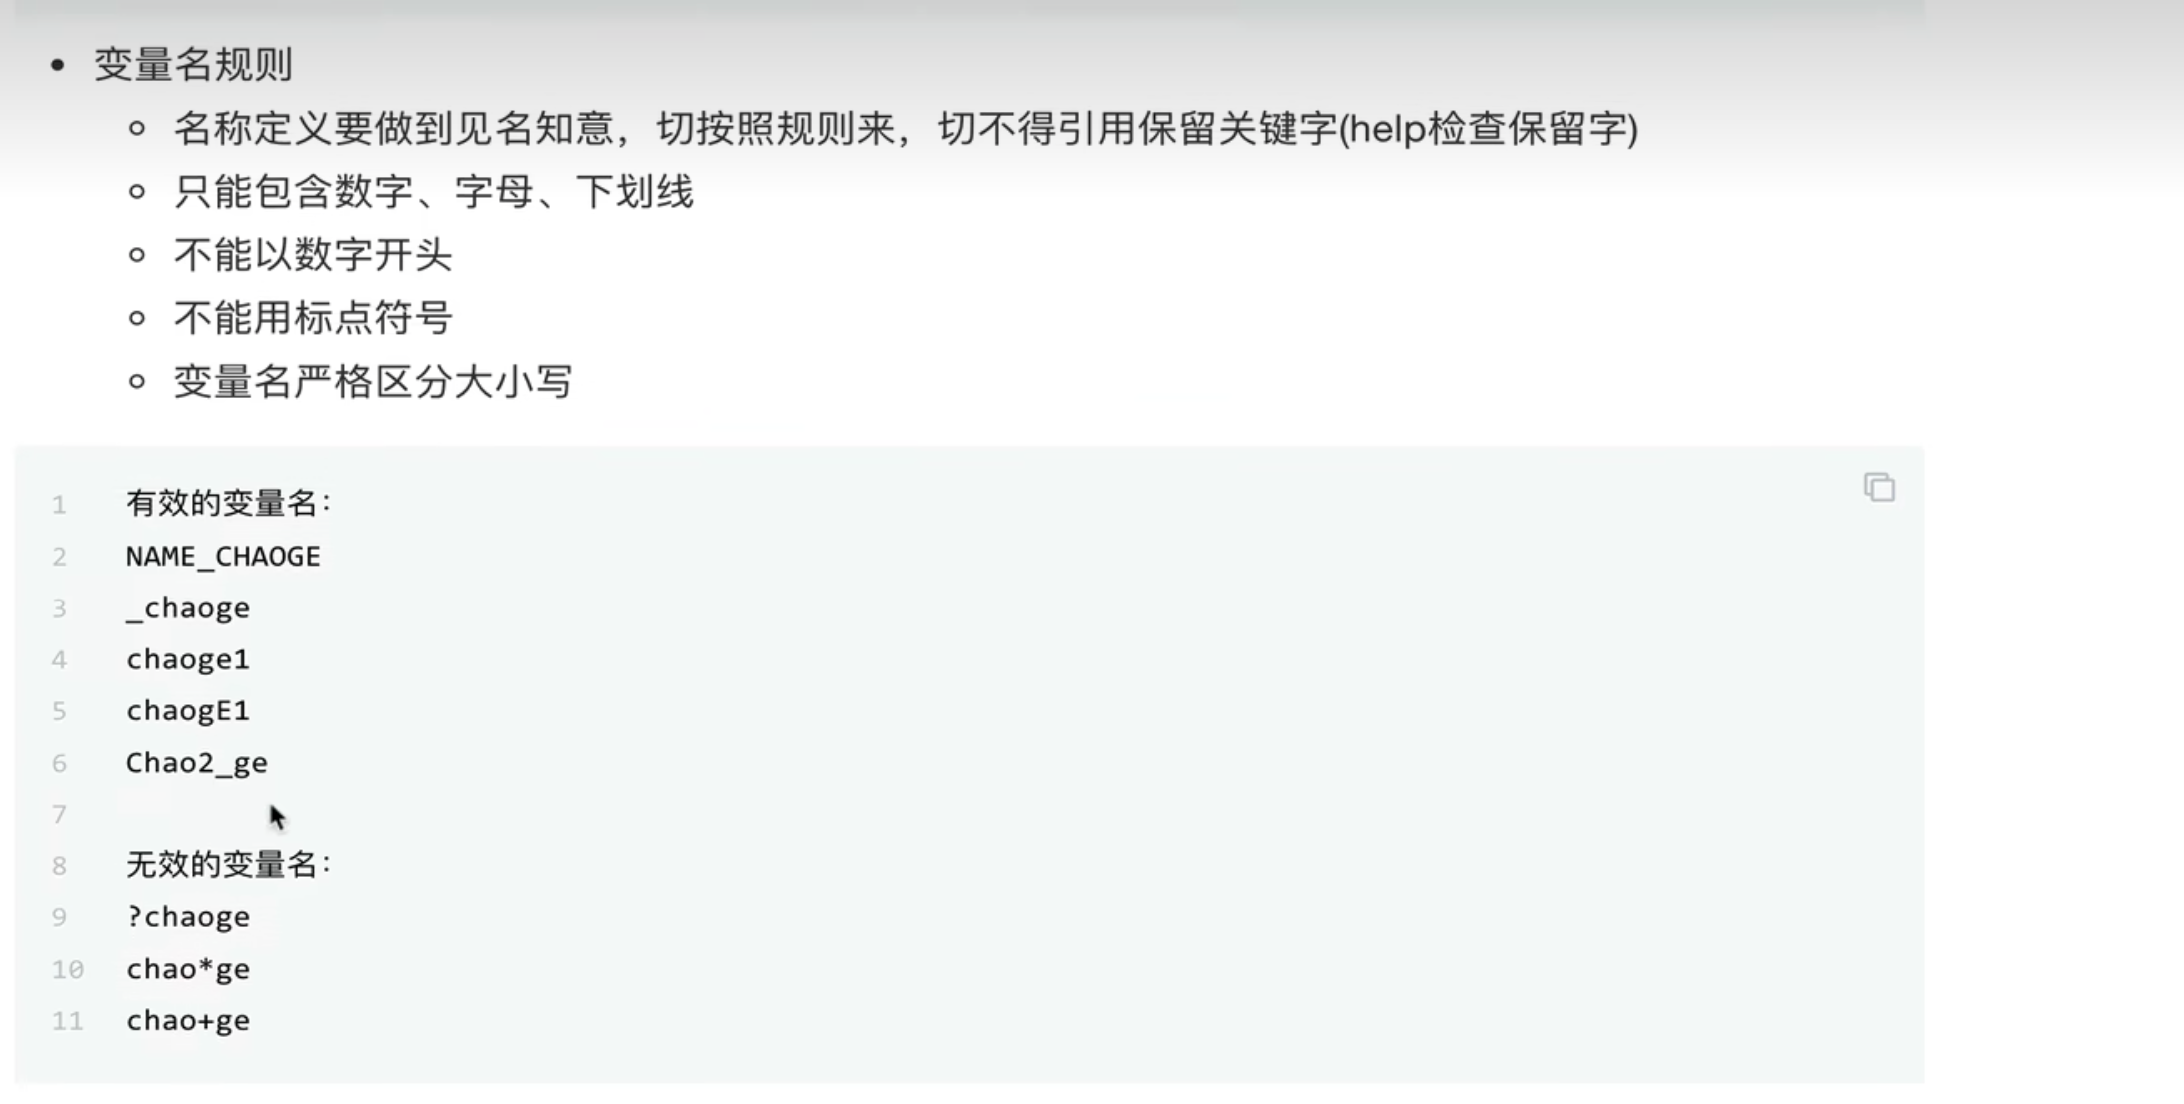 • 变量名规则
◦ 名称定义要做到见名知意，切按照规则来，切不得引用保留关键字(help检查保留字)
◦ 只能包含数字、字母、下划线
◦ 不能以数字开头
◦ 不能用标点符号
◦ 变量名严格区分大小写
1 有效的变量名：
2 NAME_CHAOGE
3 _chaoge
4 chaoge1
5 chaogE1
6 Chao2_ge
7
8 无效的变量名：
9 ?chaoge
10 chao*ge
11 chao+ge